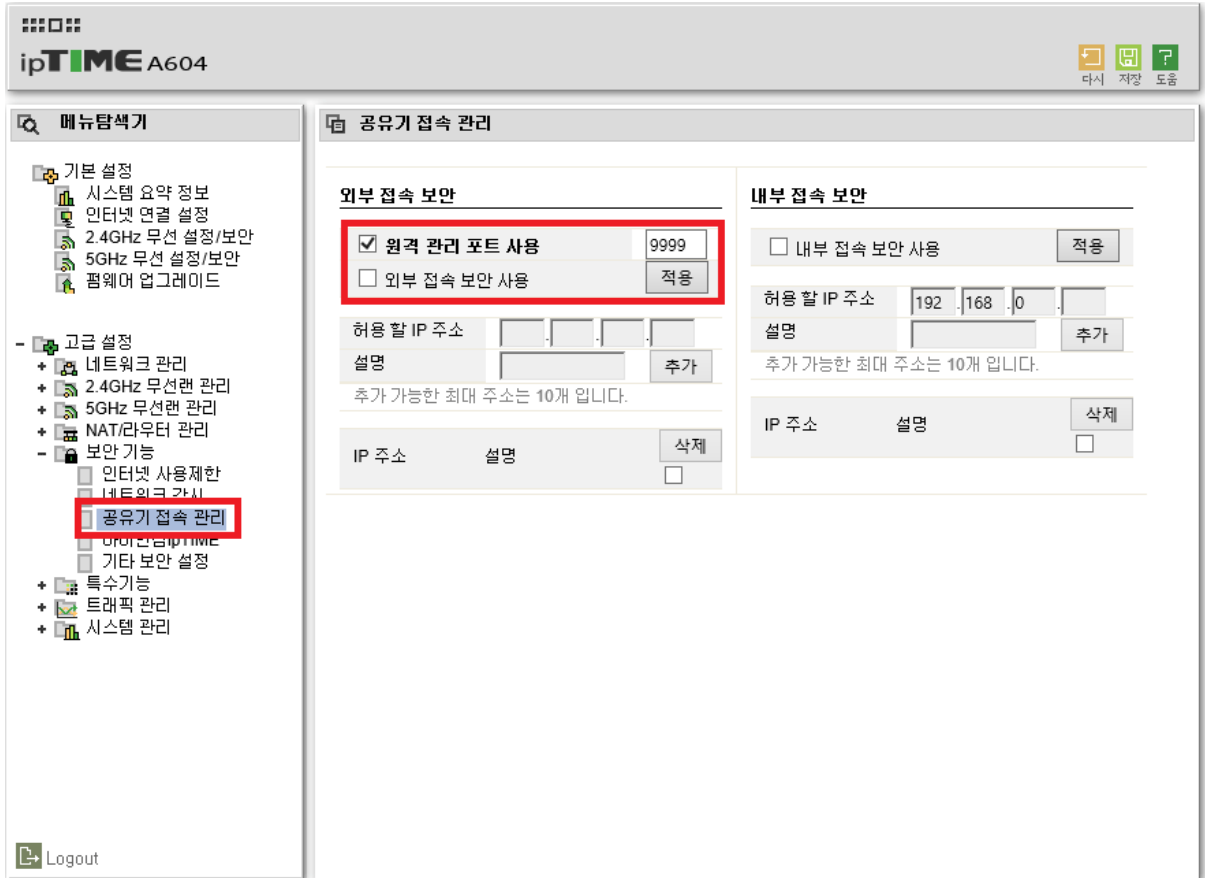 ipTIME A604
다시 저장 도움
메뉴탐색기
기본 설정
시스템 요약 정보
인터넷 연결 설정
2.4GHz 무선 설정/보안
5GHz 무선 설정/보안
펌웨어 업그레이드
고급 설정
네트워크 관리
2.4GHz 무선랜 관리
5GHz 무선랜 관리
NAT/라우터 관리
보안 기능
인터넷 사용제한
네트워크 감시
공유기 접속 관리
ipTIME
기타 보안 설정
특수기능
트래픽 관리
시스템 관리
Logout
공유기 접속 관리
외부 접속 보안
원격 관리 포트 사용 9999
외부 접속 보안 사용 적용
허용 할 IP 주소 . . .
설명 추가
추가 가능한 최대 주소는 10개 입니다.
IP 주소 설명 삭제
내부 접속 보안
내부 접속 보안 사용 적용
허용 할 IP 주소 192 .168 .0 .
설명 추가
추가 가능한 최대 주소는 10개 입니다.
IP 주소 설명 삭제